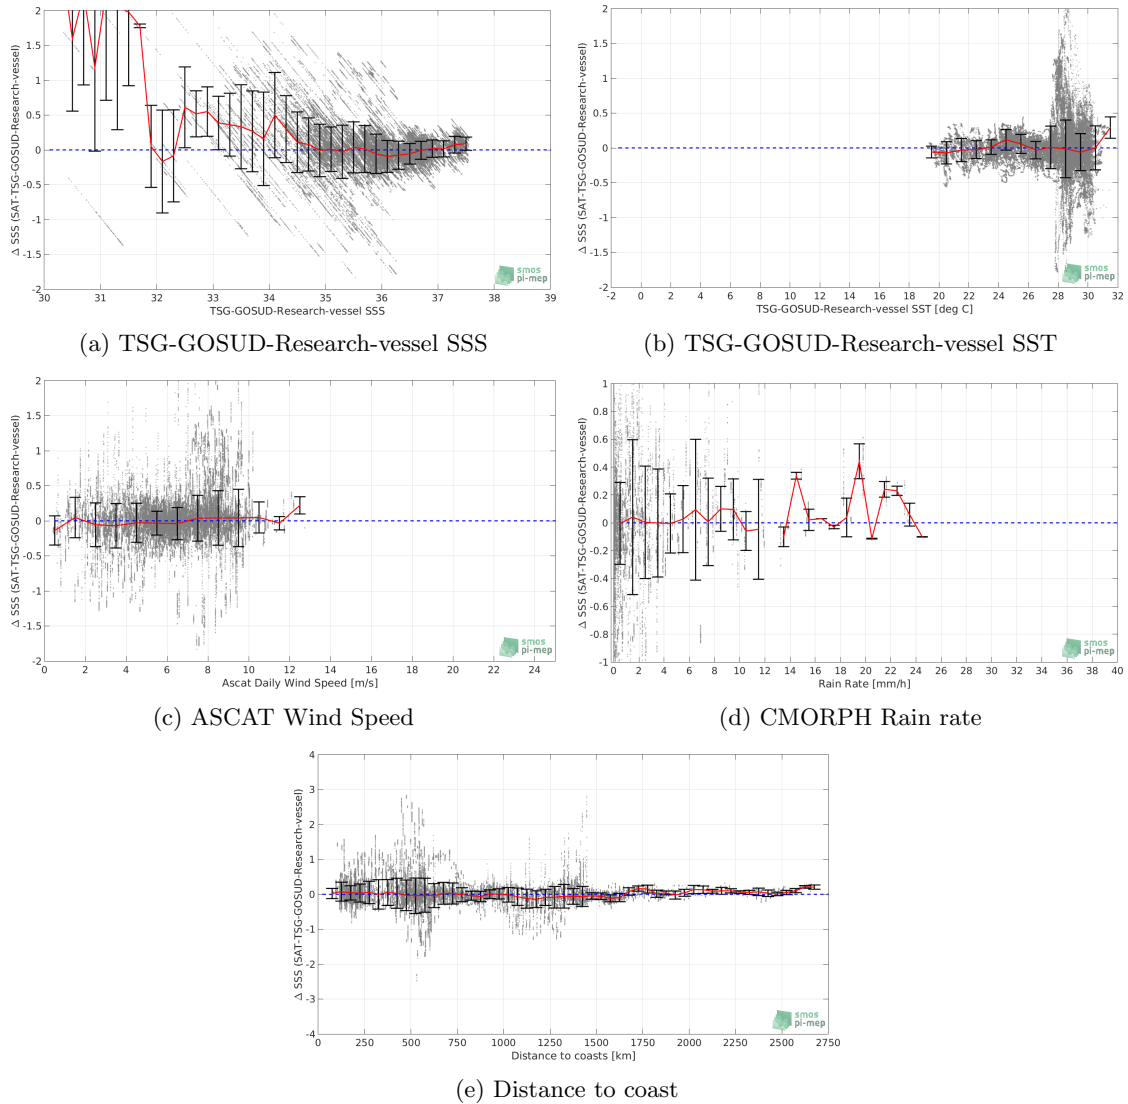 2
1.5
1
0.5
0
-0.5
-1
-1.5
-2
Δ SSS (SAT-TSG-GOSUD-Research-vessel)
30 31 32 33 34 35 36 37 38 39
TSG-GOSUD-Research-vessel SSS
smos
pi-mep
(a) TSG-GOSUD-Research-vessel SSS
2
1.5
1
0.5
0
-0.5
-1
-1.5
-2
Δ SSS (SAT-TSG-GOSUD-Research-vessel)
-2 0 2 4 6 8 10 12 14 16 18 20 22 24 26 28 30 32
TSG-GOSUD-Research-vessel SST [deg C]
smos
pi-mep
(b) TSG-GOSUD-Research-vessel SST
2
1.5
1
0.5
0
-0.5
-1
-1.5
-2
Δ SSS (SAT-TSG-GOSUD-Research-vessel)
0 2 4 6 8 10 12 14 16 18 20 22 24
Ascat Daily Wind Speed [m/s]
smos
pi-mep
(c) ASCAT Wind Speed
1
0.8
0.6
0.4
0.2
0
-0.2
-0.4
-0.6
-0.8
-1
Δ SSS (SAT-TSG-GOSUD-Research-vessel)
0 2 4 6 8 10 12 14 16 18 20 22 24 26 28 30 32 34 36 38 40
Rain Rate [mm/h]
smos
pi-mep
(d) CMORPH Rain rate
4
3
2
1
0
-1
-2
-3
-4
Δ SSS (SAT-TSG-GOSUD-Research-vessel)
0 250 500 750 1000 1250 1500 1750 2000 2250 2500 2750
Distance to coasts [km]
smos
pi-mep
(e) Distance to coast